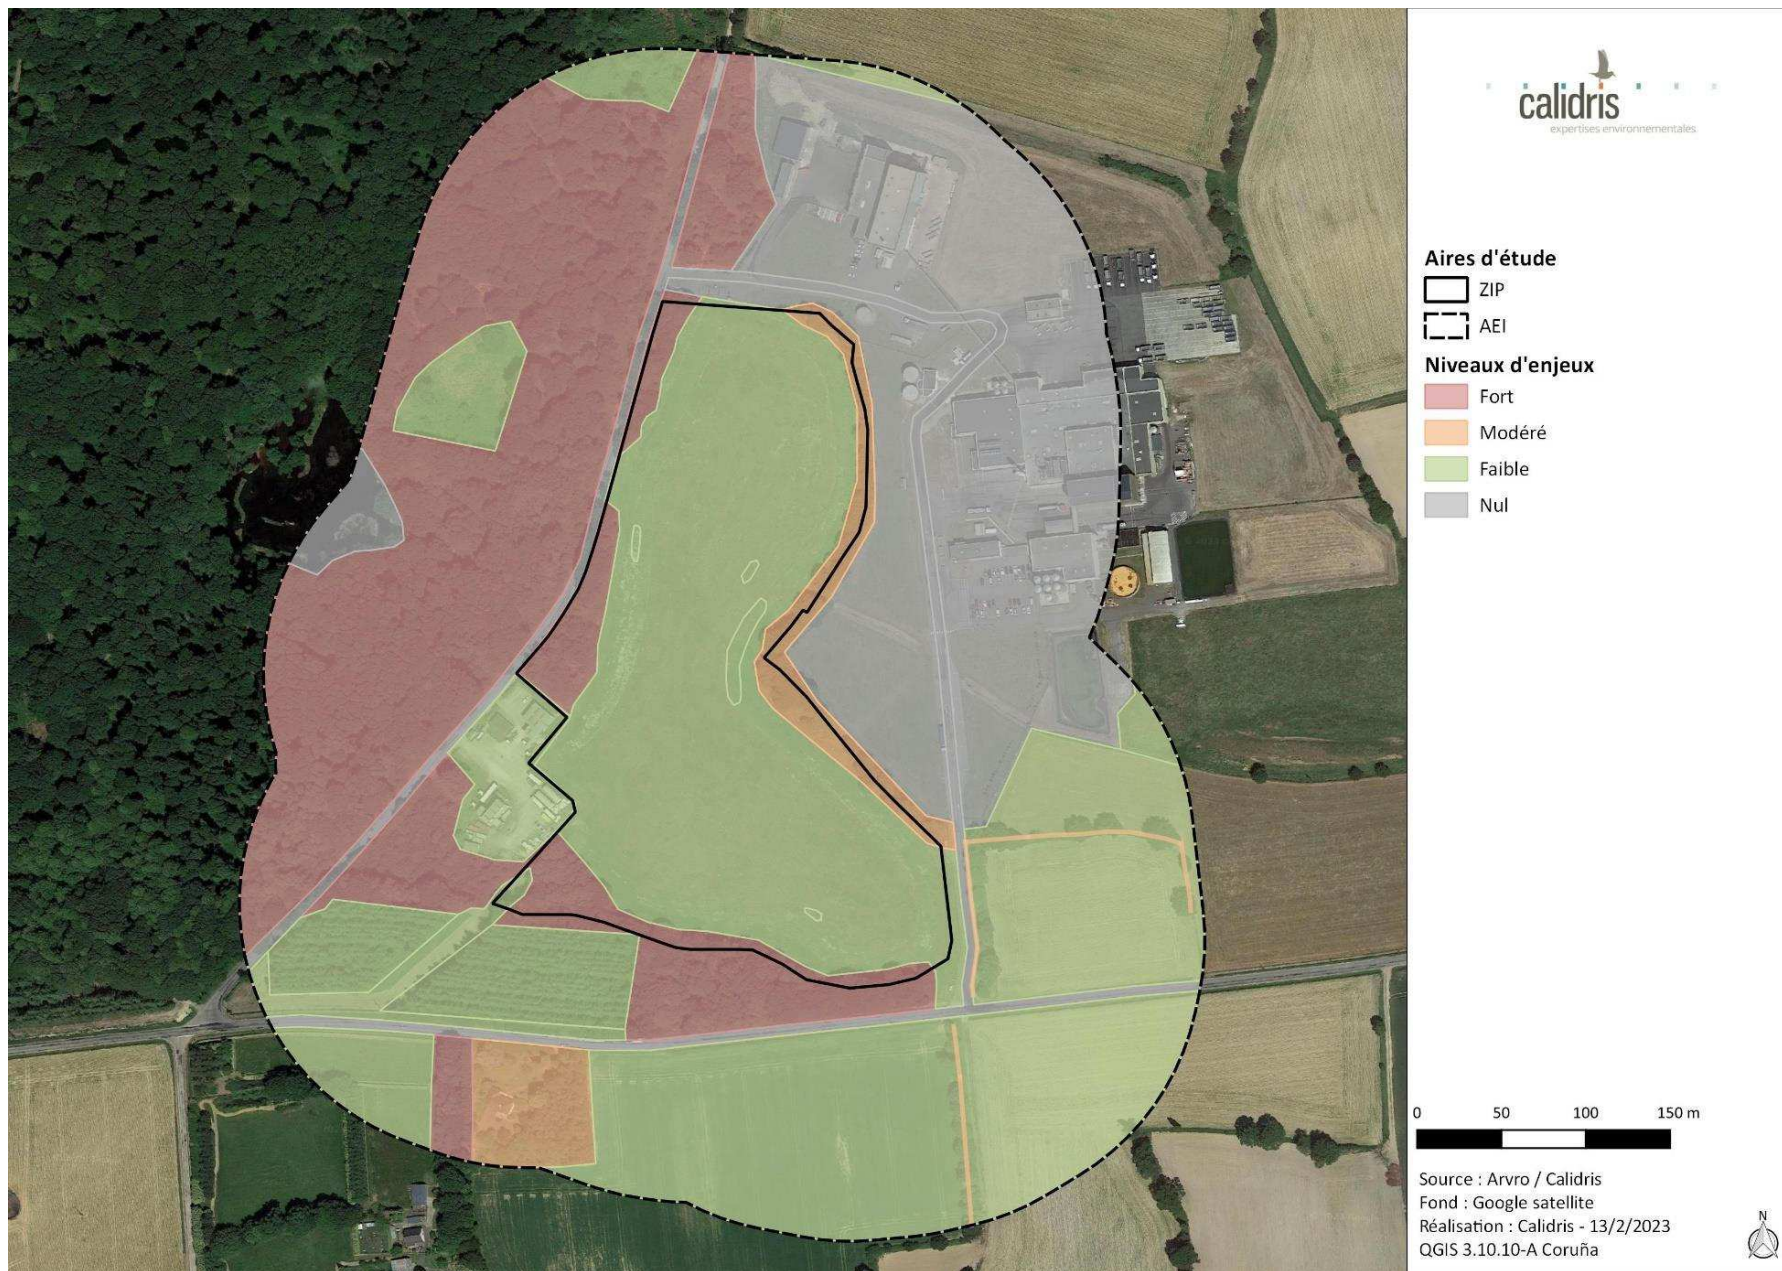 calidris
expertises environnementales
Aires d'étude
ZIP
AEI
Niveaux d'enjeux
Fort
Modéré
Faible
Nul
0 50 100 150 m
Source : Arvro / Calidris
Fond : Google satellite
Réalisation : Calidris - 13/2/2023
QGIS 3.10.10-A Coruña
N